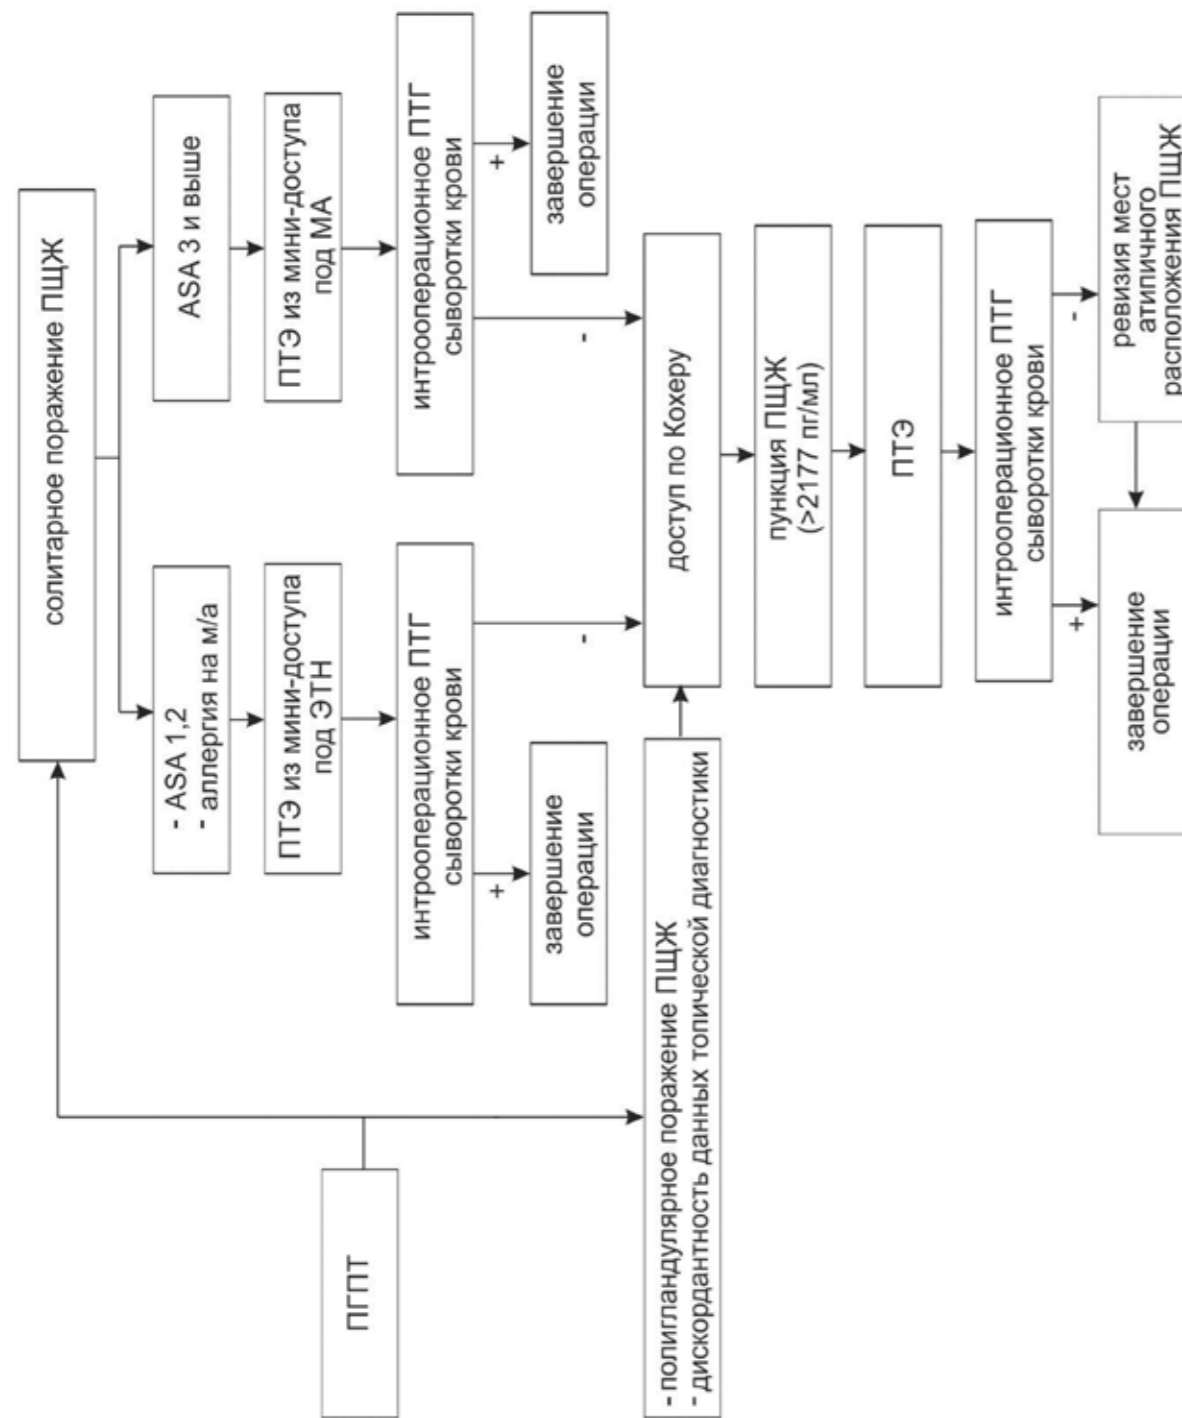 ПГПТ
солитарное поражение ПЩЖ
- ASA 1,2
- аллергия на м/а
ПТЭ из мини-доступа
под ЭТН
интрооперационное ПТГ
сыворотки крови
+
-
завершение
операции
ASA 3 и выше
ПТЭ из мини-доступа
под МА
интрооперационное ПТГ
сыворотки крови
-
+
завершение
операции
- полигландулярное поражение ПЩЖ
- дискордантность данных топической диагностики
доступ по Кохеру
пункция ПЩЖ
(>2177 пг/мл)
ПТЭ
интрооперационное ПТГ
сыворотки крови
+
-
завершение
операции
ревизия мест
атипичного
расположения ПЩЖ